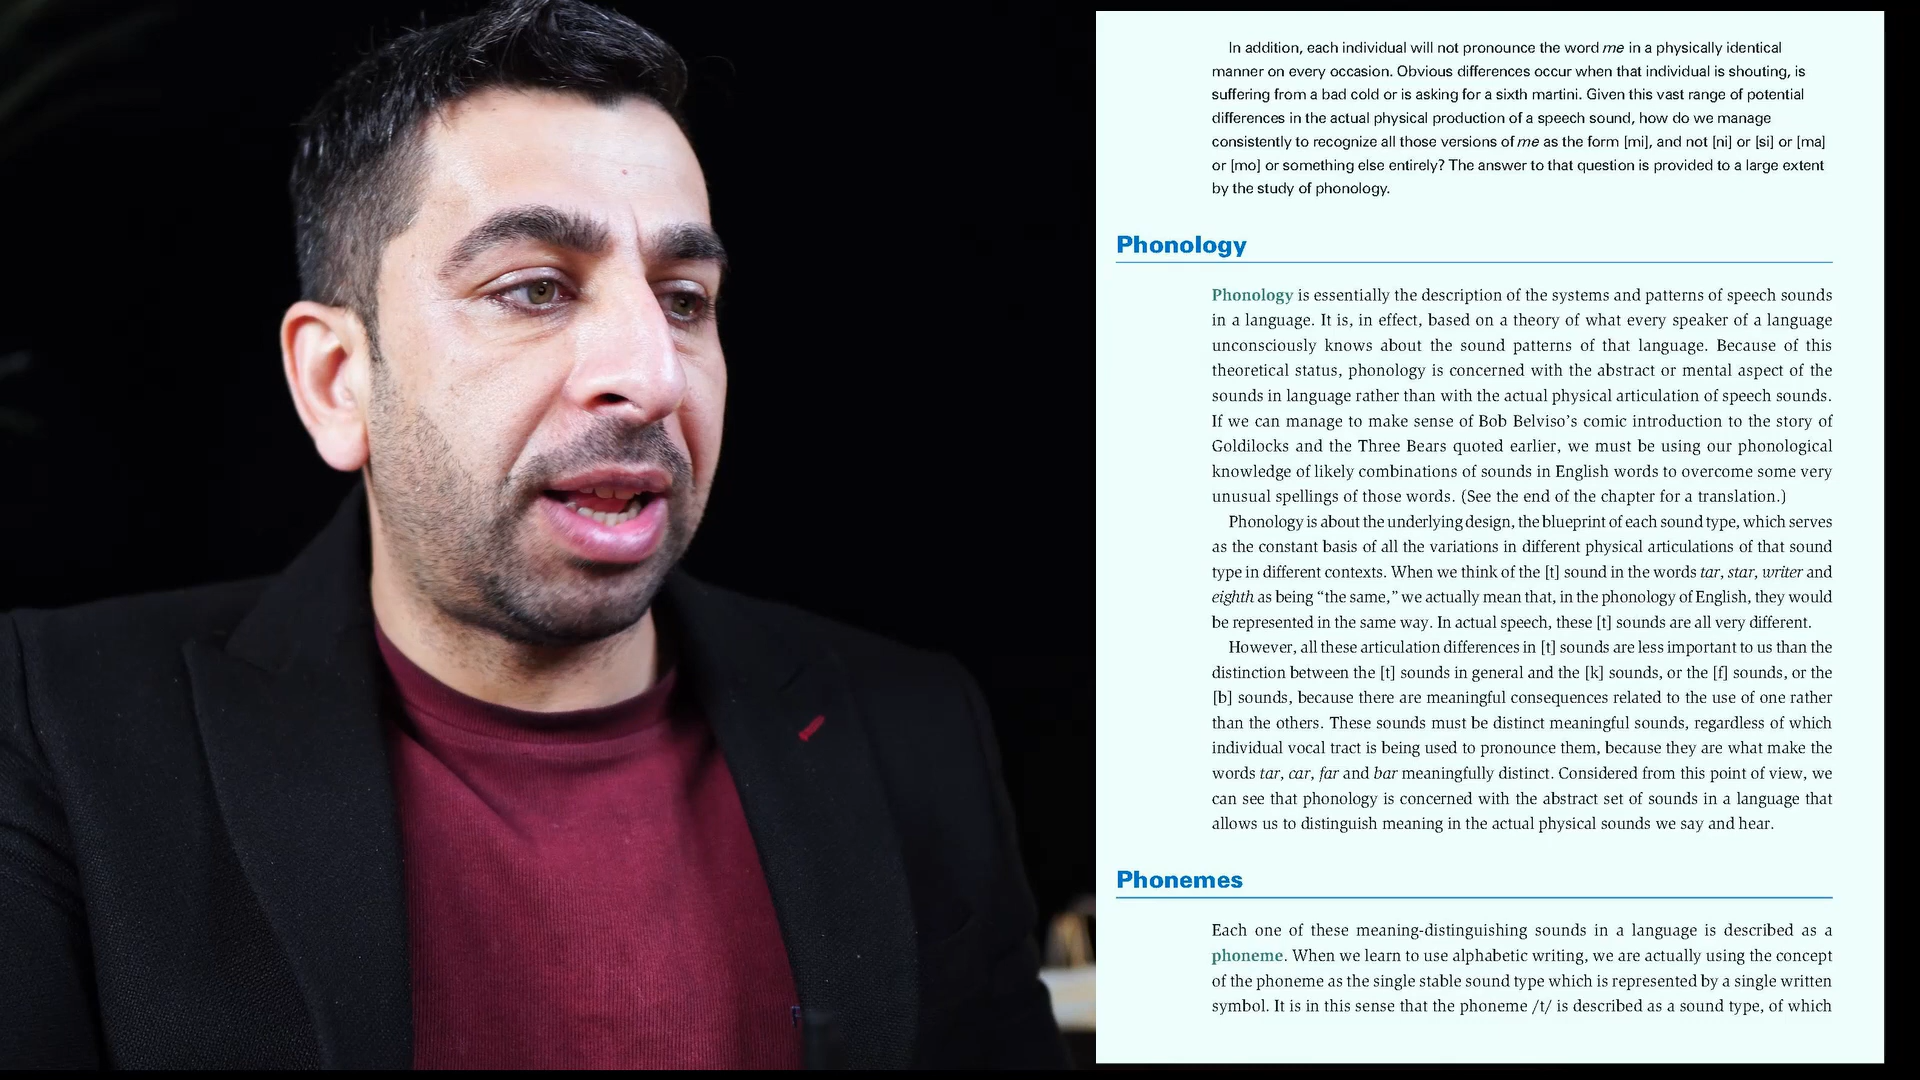 In addition, each individual will not pronounce the word me in a physically identical
manner on every occasion. Obvious differences occur when that individual is shouting, is
suffering from a bad cold or is asking for a sixth martini. Given this vast range of potential
differences in the actual physical production of a speech sound, how do we manage
consistently to recognize all those versions of me as the form [mi], and not [ni] or [si] or [ma]
or [mo] or something else entirely? The answer to that question is provided to a large extent
by the study of phonology.
Phonology
Phonology is essentially the description of the systems and patterns of speech sounds
in a language. It is, in effect, based on a theory of what every speaker of a language
unconsciously knows about the sound patterns of that language. Because of this
theoretical status, phonology is concerned with the abstract or mental aspect of the
sounds in language rather than with the actual physical articulation of speech sounds.
If we can manage to make sense of Bob Belviso's comic introduction to the story of
Goldilocks and the Three Bears quoted earlier, we must be using our phonological
knowledge of likely combinations of sounds in English words to overcome some very
unusual spellings of those words. (See the end of the chapter for a translation.)
Phonology is about the underlying design, the blueprint of each sound type, which serves
as the constant basis of all the variations in different physical articulations of that sound
type in different contexts. When we think of the [t] sound in the words tar, star, writer and
eighth as being “the same,” we actually mean that, in the phonology of English, they would
be represented in the same way. In actual speech, these [t] sounds are all very different.
However, all these articulation differences in [t] sounds are less important to us than the
distinction between the [t] sounds in general and the [k] sounds, or the [f] sounds, or the
[b] sounds, because there are meaningful consequences related to the use of one rather
than the others. These sounds must be distinct meaningful sounds, regardless of which
individual vocal tract is being used to pronounce them, because they are what make the
words tar, car, far and bar meaningfully distinct. Considered from this point of view, we
can see that phonology is concerned with the abstract set of sounds in a language that
allows us to distinguish meaning in the actual physical sounds we say and hear.
Phonemes
Each one of these meaning-distinguishing sounds in a language is described as a
phoneme. When we learn to use alphabetic writing, we are actually using the concept
of the phoneme as the single stable sound type which is represented by a single written
symbol. It is in this sense that the phoneme /t/ is described as a sound type, of which